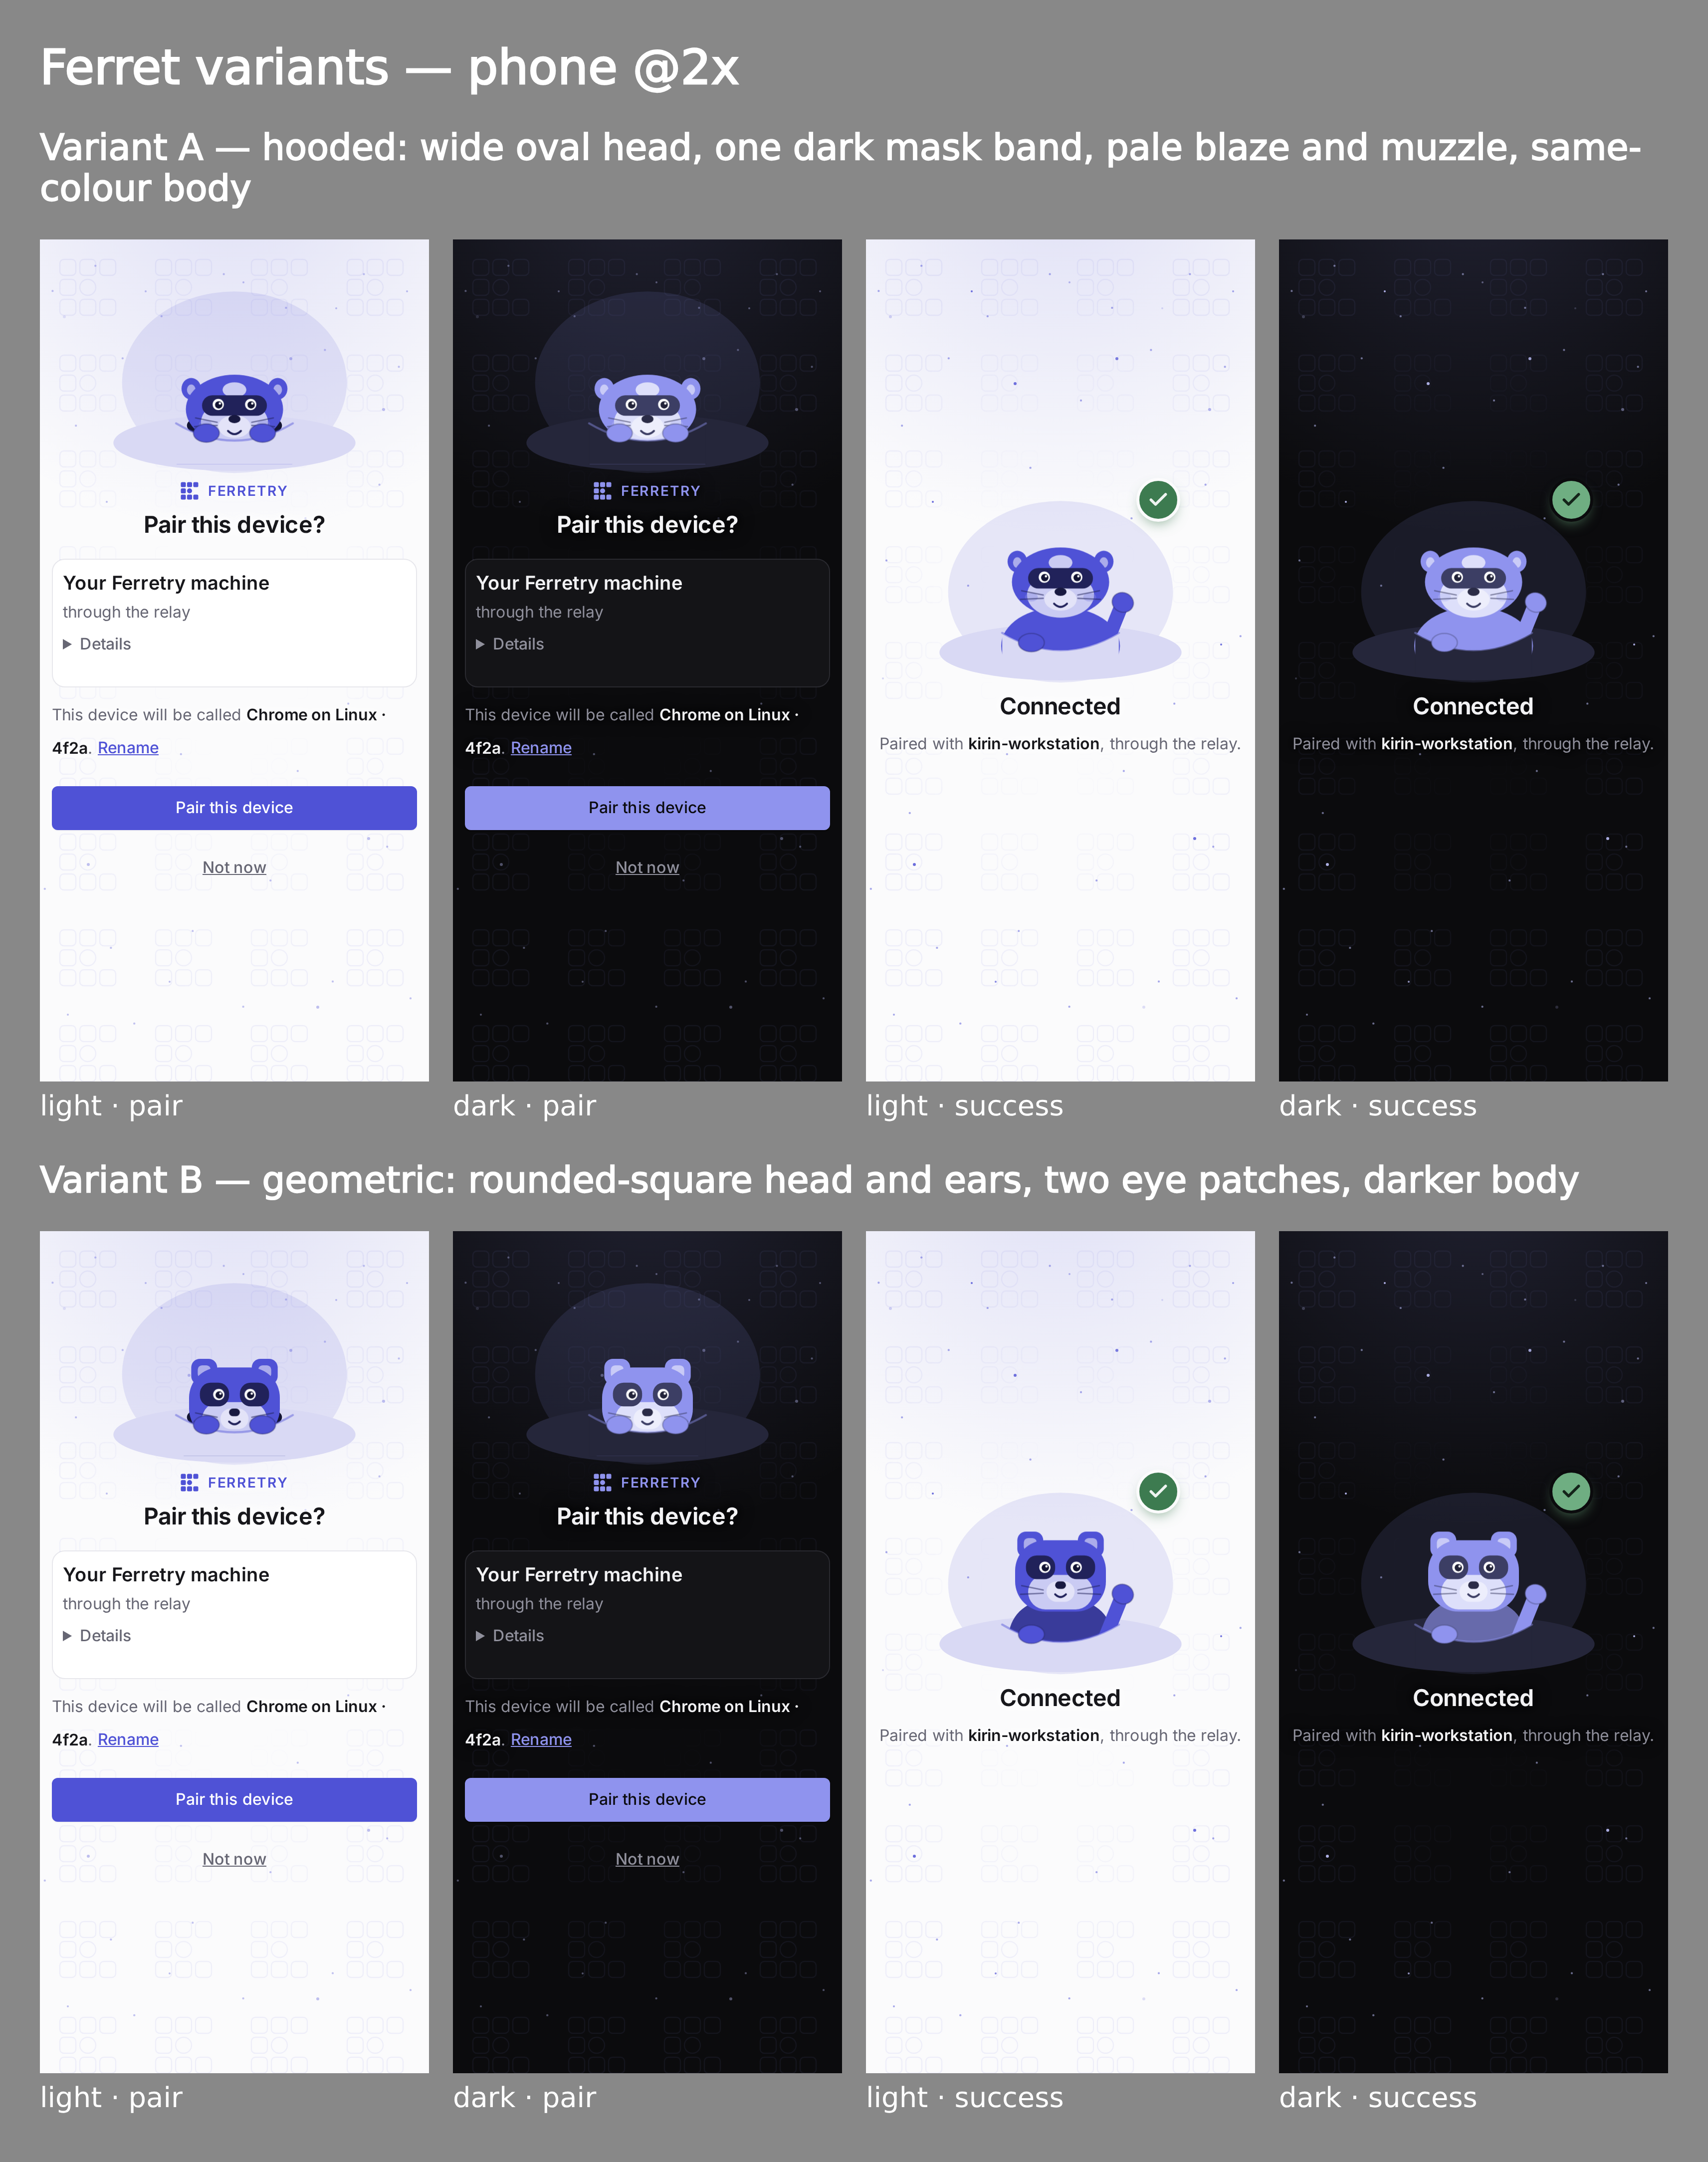 Ferret variants — phone @2x
Variant A — hooded: wide oval head, one dark mask band, pale blaze and muzzle, same-
colour body
FERRETRY
Pair this device?
Your Ferretry machine
through the relay
▶ Details
This device will be called Chrome on Linux ·
4f2a. Rename
Pair this device
Not now
light · pair
FERRETRY
Pair this device?
Your Ferretry machine
through the relay
▶ Details
This device will be called Chrome on Linux ·
4f2a. Rename
Pair this device
Not now
dark · pair
Connected
Paired with kirin-workstation, through the relay.
light · success
Connected
Paired with kirin-workstation, through the relay.
dark · success
Variant B — geometric: rounded-square head and ears, two eye patches, darker body
FERRETRY
Pair this device?
Your Ferretry machine
through the relay
▶ Details
This device will be called Chrome on Linux ·
4f2a. Rename
Pair this device
Not now
light · pair
FERRETRY
Pair this device?
Your Ferretry machine
through the relay
▶ Details
This device will be called Chrome on Linux ·
4f2a. Rename
Pair this device
Not now
dark · pair
Connected
Paired with kirin-workstation, through the relay.
light · success
Connected
Paired with kirin-workstation, through the relay.
dark · success